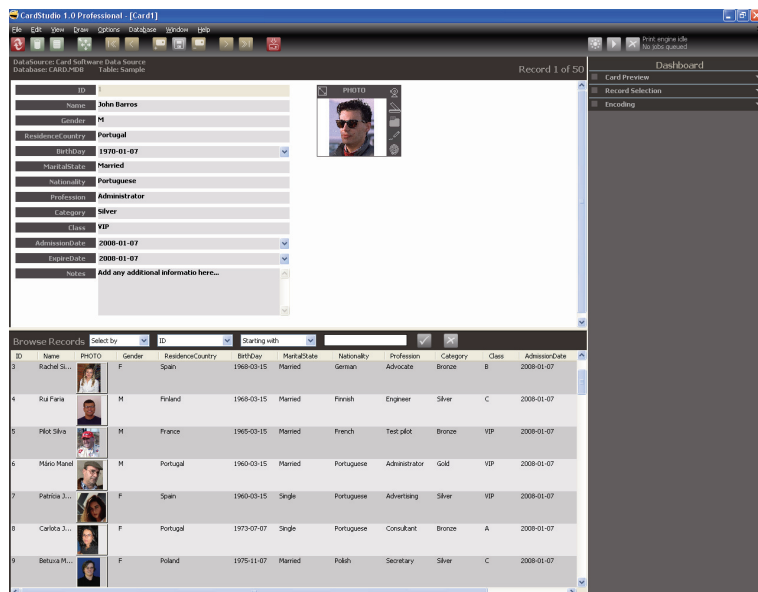 CardStudio 1.0 Professional - [Card1]
File Edit View Draw Options Database Window Help
Print engine idle
No jobs queued
DataSource: Card Software Data Source
Database: CARD.MDB Table: Sample
Record 1 of 50
Dashboard
Card Preview
Record Selection
Encoding
ID 1
Name John Barros
Gender M
ResidenceCountry Portugal
BirthDay 1970-01-07
MaritalState Married
Nationality Portuguese
Profession Administrator
Category Silver
Class VIP
AdmissionDate 2008-01-07
ExpireDate 2008-01-07
Notes Add any additional informatio here...
PHOTO
Browse Records Select by ID Starting with
ID Name PHOTO Gender ResidenceCountry BirthDay MaritalState Nationality Profession Category Class AdmissionDate
3 Rachel Si... F Spain 1968-03-15 Married German Advocate Bronze B 2008-01-07
4 Rui Faria M Finland 1968-03-15 Married Finnish Engineer Silver C 2008-01-07
5 Pilot Silva M France 1965-03-15 Married French Test pilot Bronze VIP 2008-01-07
6 Mário Manel M Portugal 1960-03-15 Married Portuguese Administrator Gold VIP 2008-01-07
7 Patrícia J... F Spain 1960-03-15 Single Portuguese Advertising Silver VIP 2008-01-07
8 Carlota J... F Portugal 1973-07-07 Single Portuguese Consultant Bronze A 2008-01-07
9 Betuxa M... F Poland 1975-11-07 Married Polish Secretary Silver C 2008-01-07